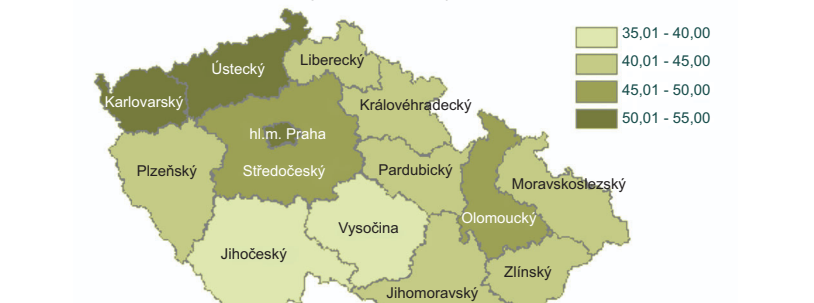 35,01 - 40,00
40,01 - 45,00
45,01 - 50,00
50,01 - 55,00
Liberecký
Ústecký
Karlovarský
Královéhradecký
hl.m. Praha
Plzeňský
Středočeský
Pardubický
Moravskoslezský
Olomoucký
Vysočina
Jihočeský
Zlínský
Jihomoravský